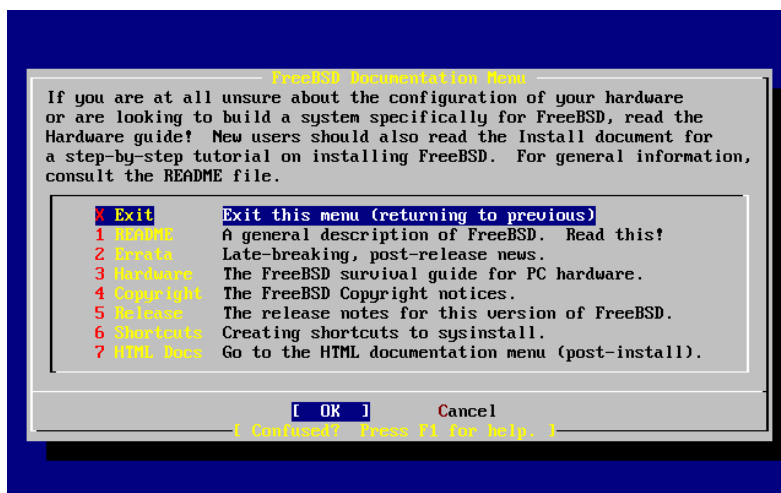 FreeBSD Documentation Menu
If you are at all unsure about the configuration of your hardware
or are looking to build a system specifically for FreeBSD, read the
Hardware guide! New users should also read the Install document for
a step-by-step tutorial on installing FreeBSD. For general information,
consult the README file.
X Exit Exit this menu (returning to previous)
1 README A general description of FreeBSD. Read this!
2 Errata Late-breaking, post-release news.
3 Hardware The FreeBSD survival guide for PC hardware.
4 Copyright The FreeBSD Copyright notices.
5 Release The release notes for this version of FreeBSD.
6 Shortcuts Creating shortcuts to sysinstall.
7 HTML Docs Go to the HTML documentation menu (post-install).
[ OK ] Cancel
[ Confused? Press F1 for help. ]